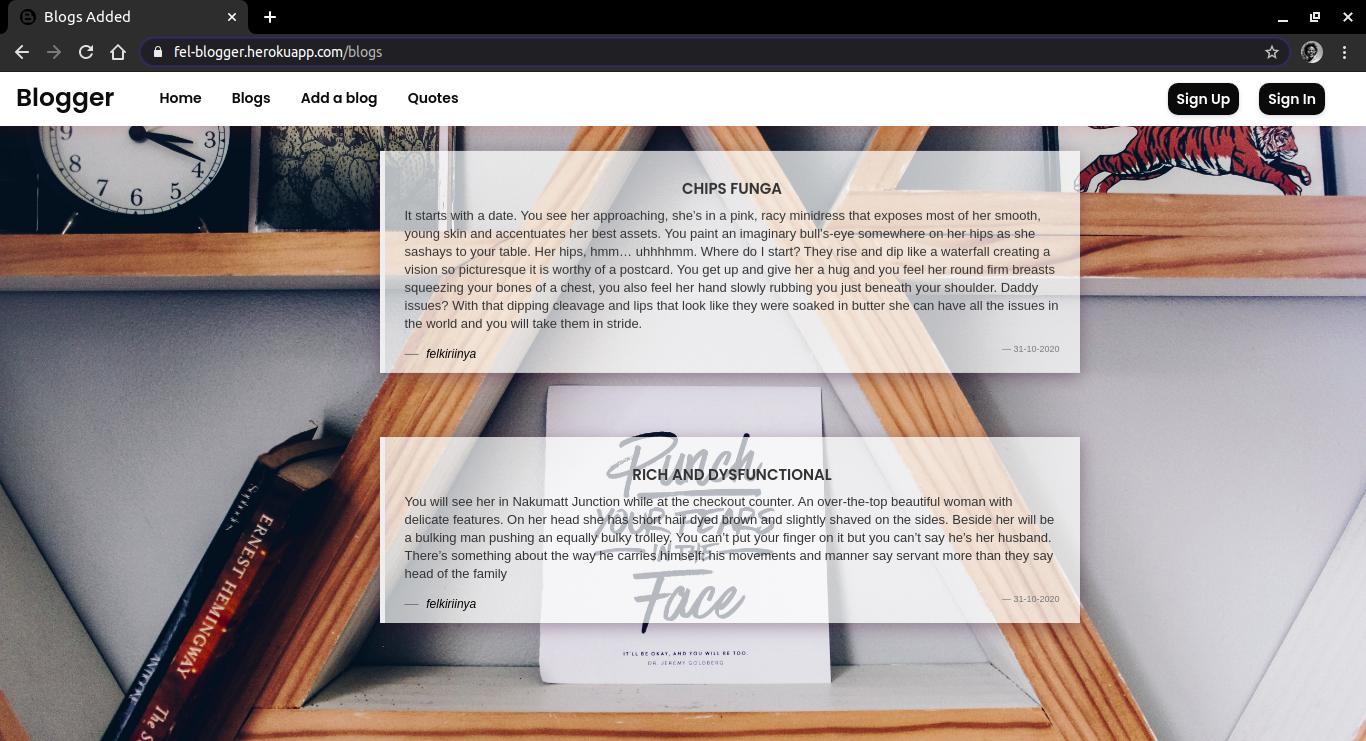 Blogs Added
fel-blogger.herokuapp.com/blogs
Blogger Home Blogs Add a blog Quotes Sign Up Sign In
9 3 8 4 7 6 5
CHIPS FUNGA
It starts with a date. You see her approaching, she’s in a pink, racy minidress that exposes most of her smooth,
young skin and accentuates her best assets. You paint an imaginary bull’s-eye somewhere on her hips as she
sashays to your table. Her hips, hmm… uhhhhmm. Where do I start? They rise and dip like a waterfall creating a
vision so picturesque it is worthy of a postcard. You get up and give her a hug and you feel her round firm breasts
squeezing your bones of a chest, you also feel her hand slowly rubbing you just beneath your shoulder. Daddy
issues? With that dipping cleavage and lips that look like they were soaked in butter she can have all the issues in
the world and you will take them in stride.
— felkiriinya
— 31-10-2020
RICH AND DYSFUNCTIONAL
You will see her in Nakumatt Junction while at the checkout counter. An over-the-top beautiful woman with
delicate features. On her head she has short hair dyed brown and slightly shaved on the sides. Beside her will be
a bulking man pushing an equally bulky trolley. You can’t put your finger on it but you can’t say he’s her husband.
There’s something about the way he carries himself; his movements and manner say servant more than they say
head of the family
— felkiriinya
— 31-10-2020
Punch
YOUR FEARS
IN THE
Face
IT'LL BE OKAY, AND YOU WILL BE TOO.
DR. JEREMY GOLDBERG
ERNEST HEMINGWAY
The